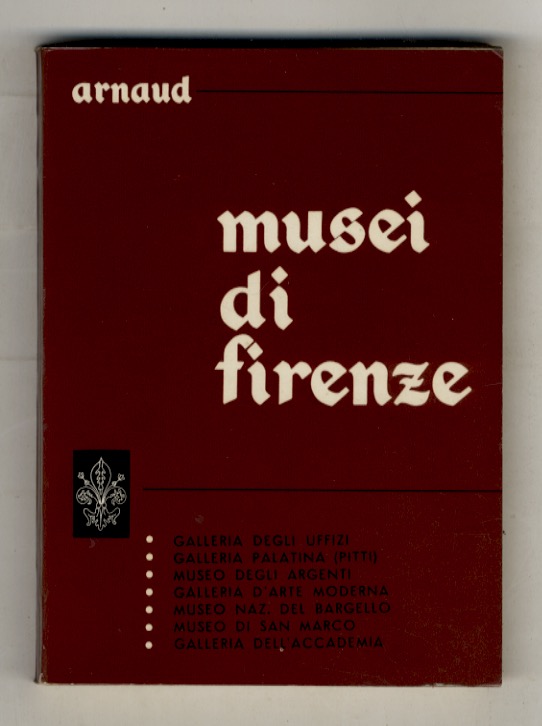 arnaud
musei
di
firenze
• GALLERIA DEGLI UFFIZI
• GALLERIA PALATINA (PITTI)
• MUSEO DEGLI ARGENTI
• GALLERIA D'ARTE MODERNA
• MUSEO NAZ. DEL BARGELLO
• MUSEO DI SAN MARCO
• GALLERIA DELL'ACCADEMIA